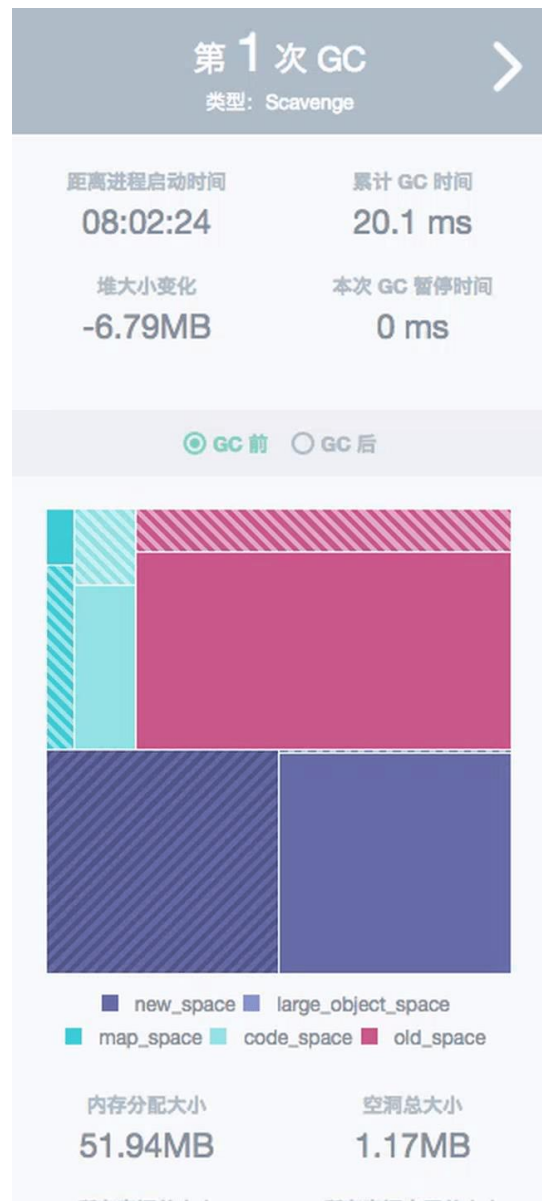 第 1 次 GC
类型: Scavenge
距离进程启动时间 累计 GC 时间
08:02:24 20.1 ms
堆大小变化 本次 GC 暂停时间
-6.79MB 0 ms
GC 前 GC 后
new_space large_object_space
map_space code_space old_space
内存分配大小 空洞总大小
51.94MB 1.17MB